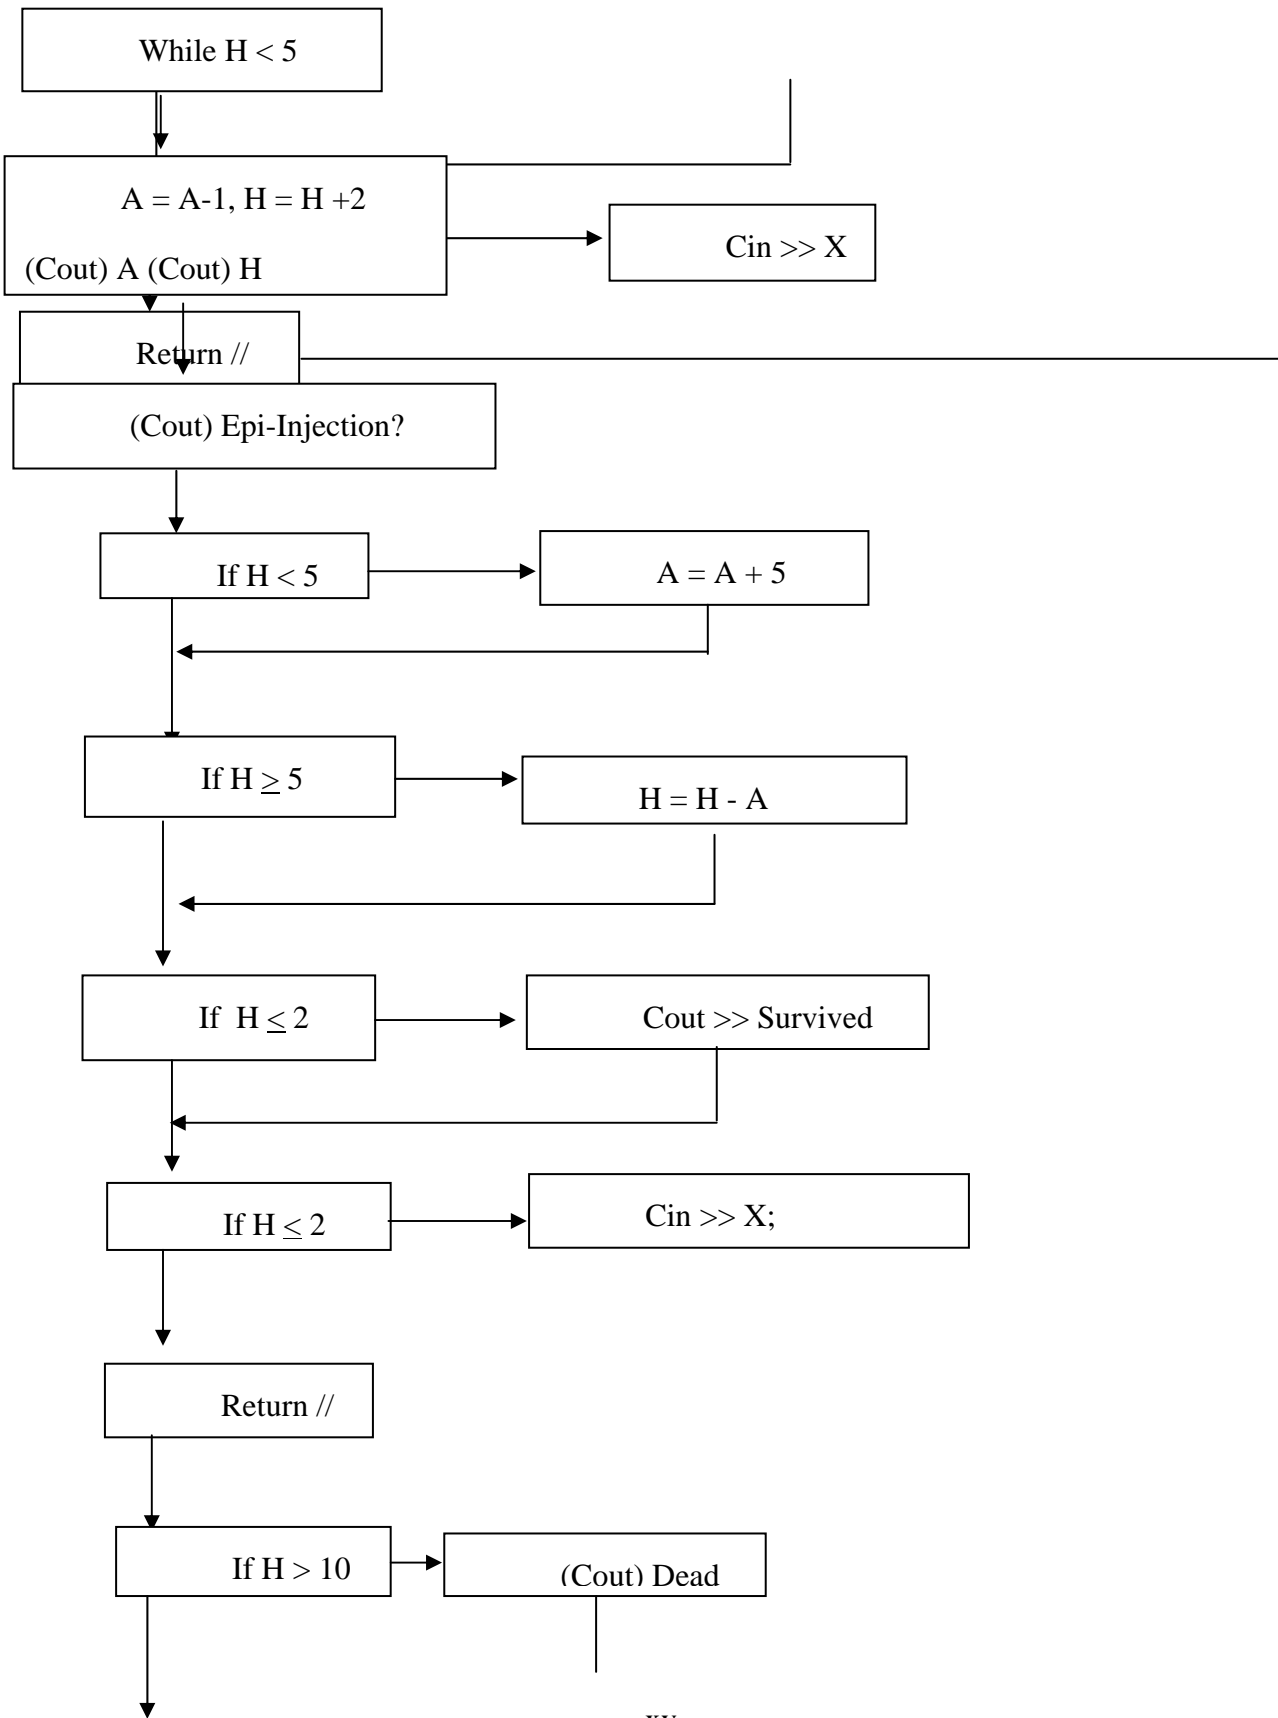 While H < 5
A = A-1, H = H +2
(Cout) A (Cout) H
Cin >> X
Return //
(Cout) Epi-Injection?
If H < 5
A = A + 5
If H ≥ 5
H = H - A
If H ≤ 2
Cout >> Survived
If H ≤ 2
Cin >> X;
Return //
If H > 10
(Cout) Dead